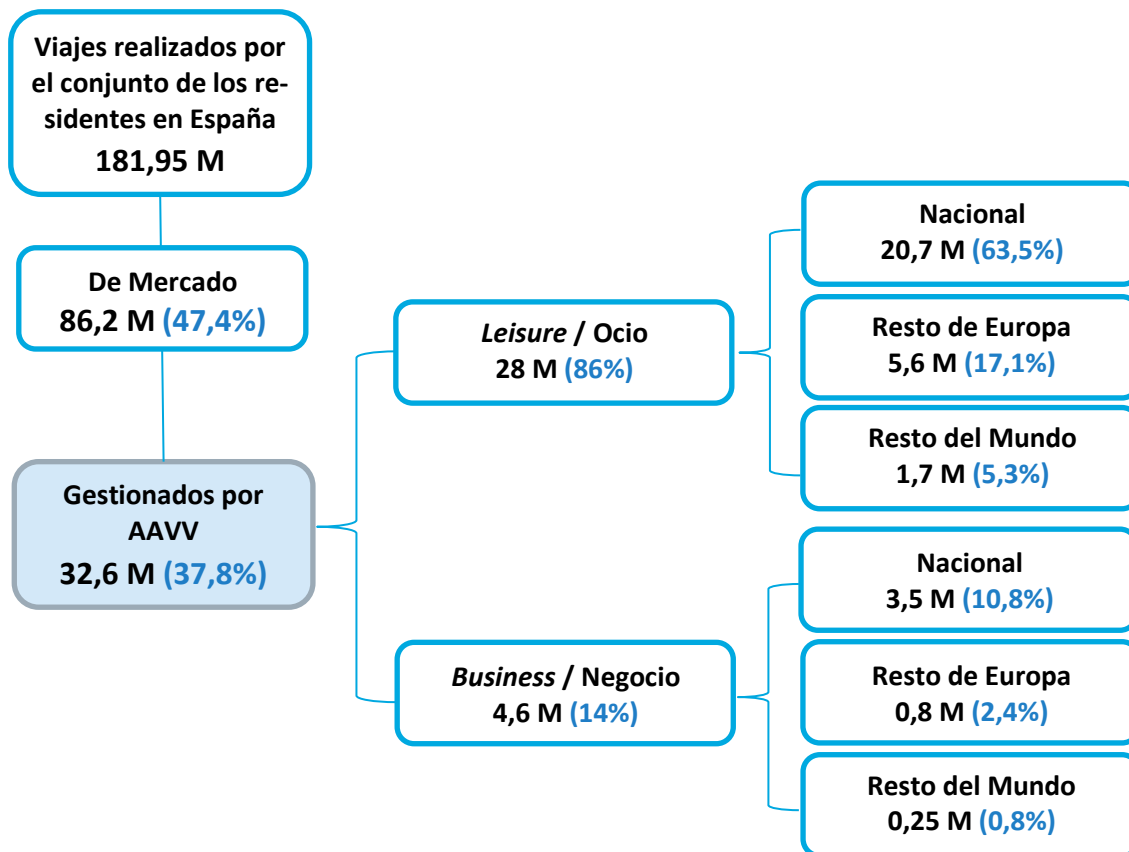 Viajes realizados por
el conjunto de los re-
sidentes en España
181,95 M
De Mercado
86,2 M (47,4%)
Gestionados por
AAVV
32,6 M (37,8%)
Leisure / Ocio
28 M (86%)
Business / Negocio
4,6 M (14%)
Nacional
20,7 M (63,5%)
Resto de Europa
5,6 M (17,1%)
Resto del Mundo
1,7 M (5,3%)
Nacional
3,5 M (10,8%)
Resto de Europa
0,8 M (2,4%)
Resto del Mundo
0,25 M (0,8%)